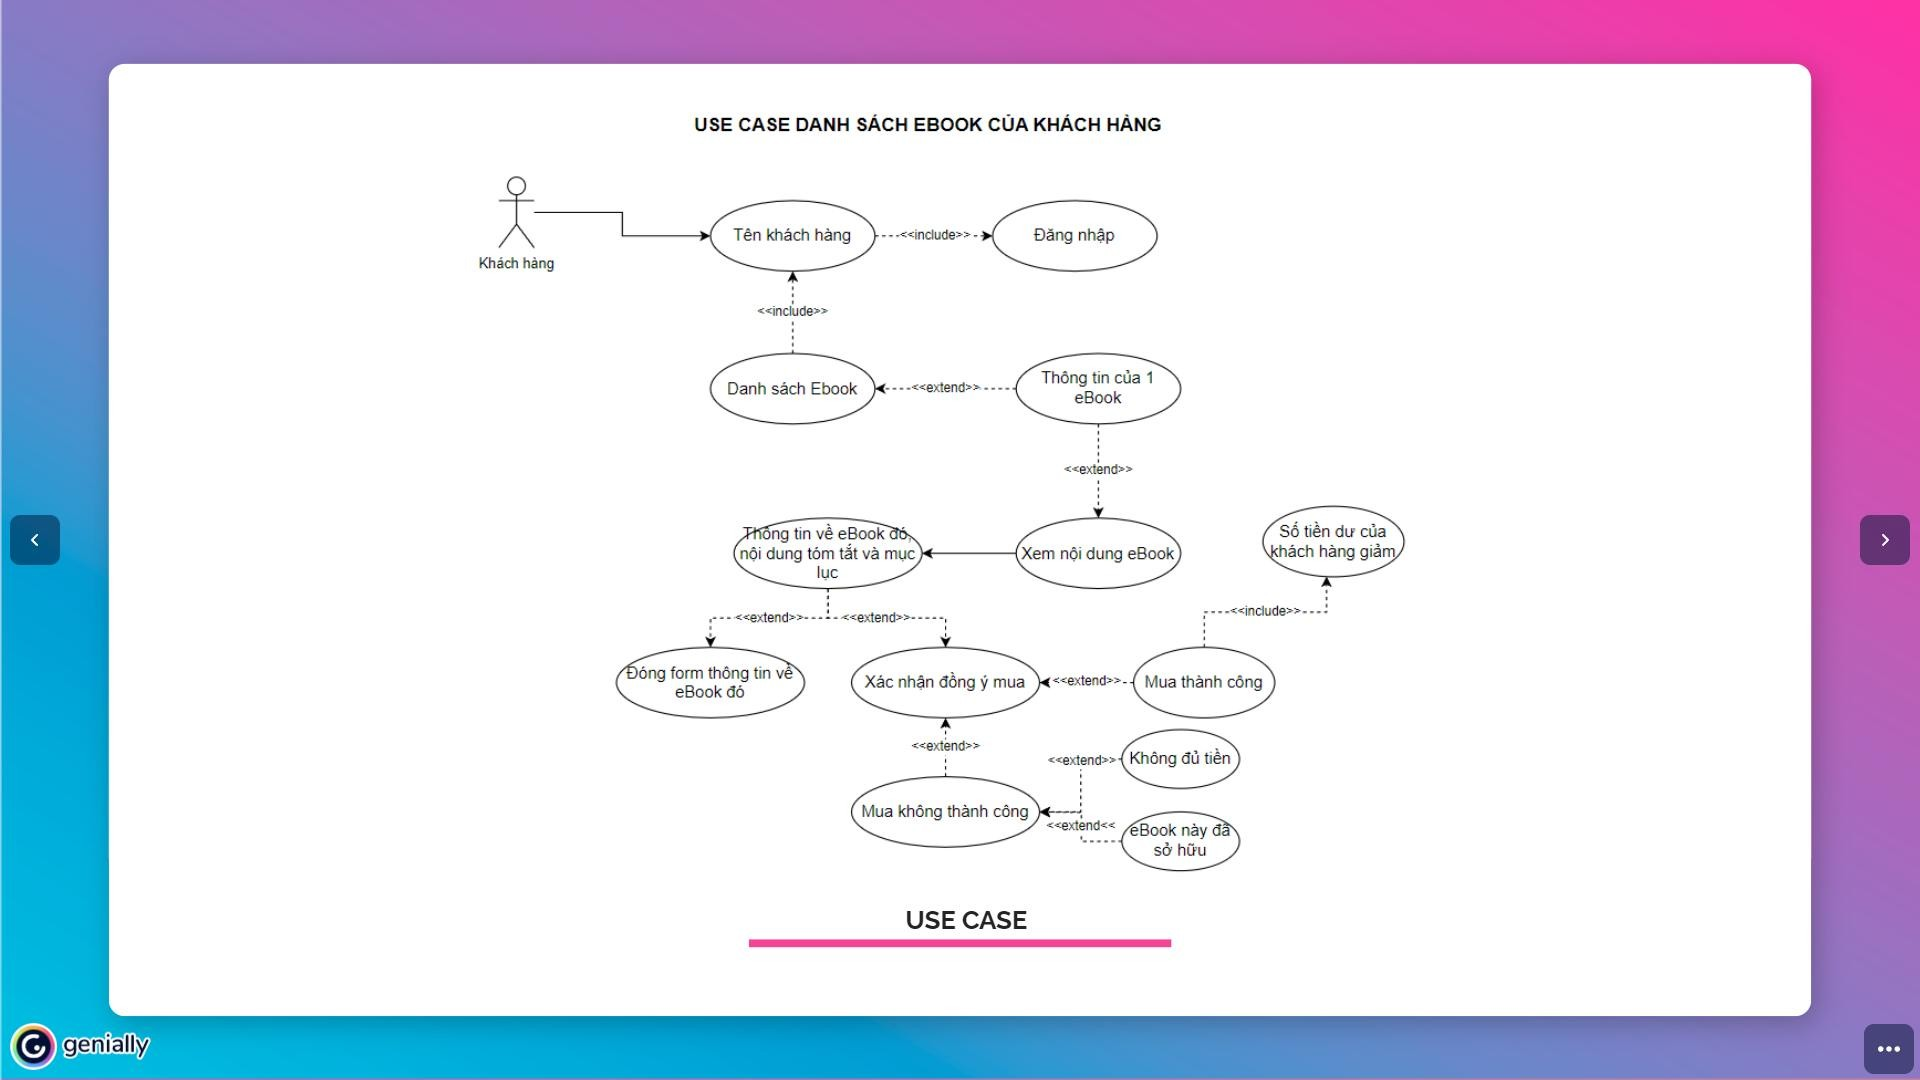 USE CASE DANH SÁCH EBOOK CỦA KHÁCH HÀNG
Khách hàng
Tên khách hàng
<<include>>
Đăng nhập
<<include>>
Danh sách Ebook
<<extend>>
Thông tin của 1
eBook
<<extend>>
Thông tin về eBook đó,
nội dung tóm tắt và mục
lục
Xem nội dung eBook
Số tiền dư của
khách hàng giảm
<<extend>>
<<extend>>
<<include>>
Đóng form thông tin về
eBook đó
Xác nhận đồng ý mua
<<extend>>
Mua thành công
<<extend>>
<<extend>>
Không đủ tiền
Mua không thành công
<<extend<<
eBook này đã
sở hữu
USE CASE
genially